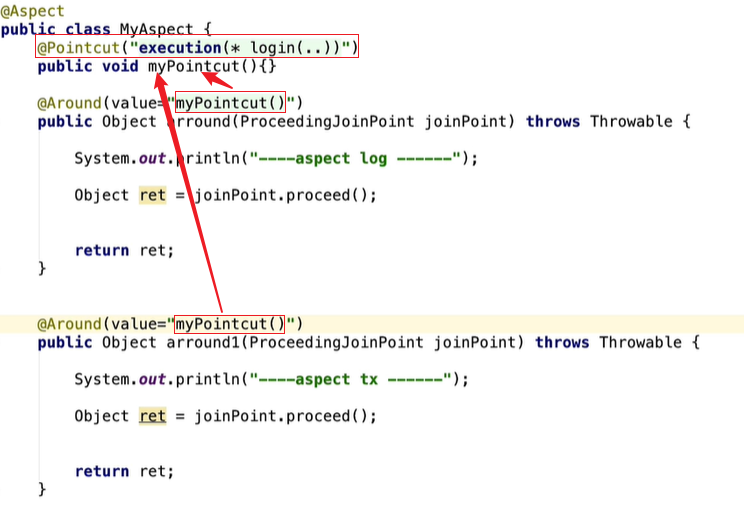 @Aspect
public class MyAspect {
@Pointcut("execution(* login(..))")
public void myPointcut(){}
@Around(value="myPointcut()")
public Object arround(ProceedingJoinPoint joinPoint) throws Throwable {
System.out.println("----aspect log ------");
Object ret = joinPoint.proceed();
return ret;
}
@Around(value="myPointcut()")
public Object arround1(ProceedingJoinPoint joinPoint) throws Throwable {
System.out.println("----aspect tx ------");
Object ret = joinPoint.proceed();
return ret;
}